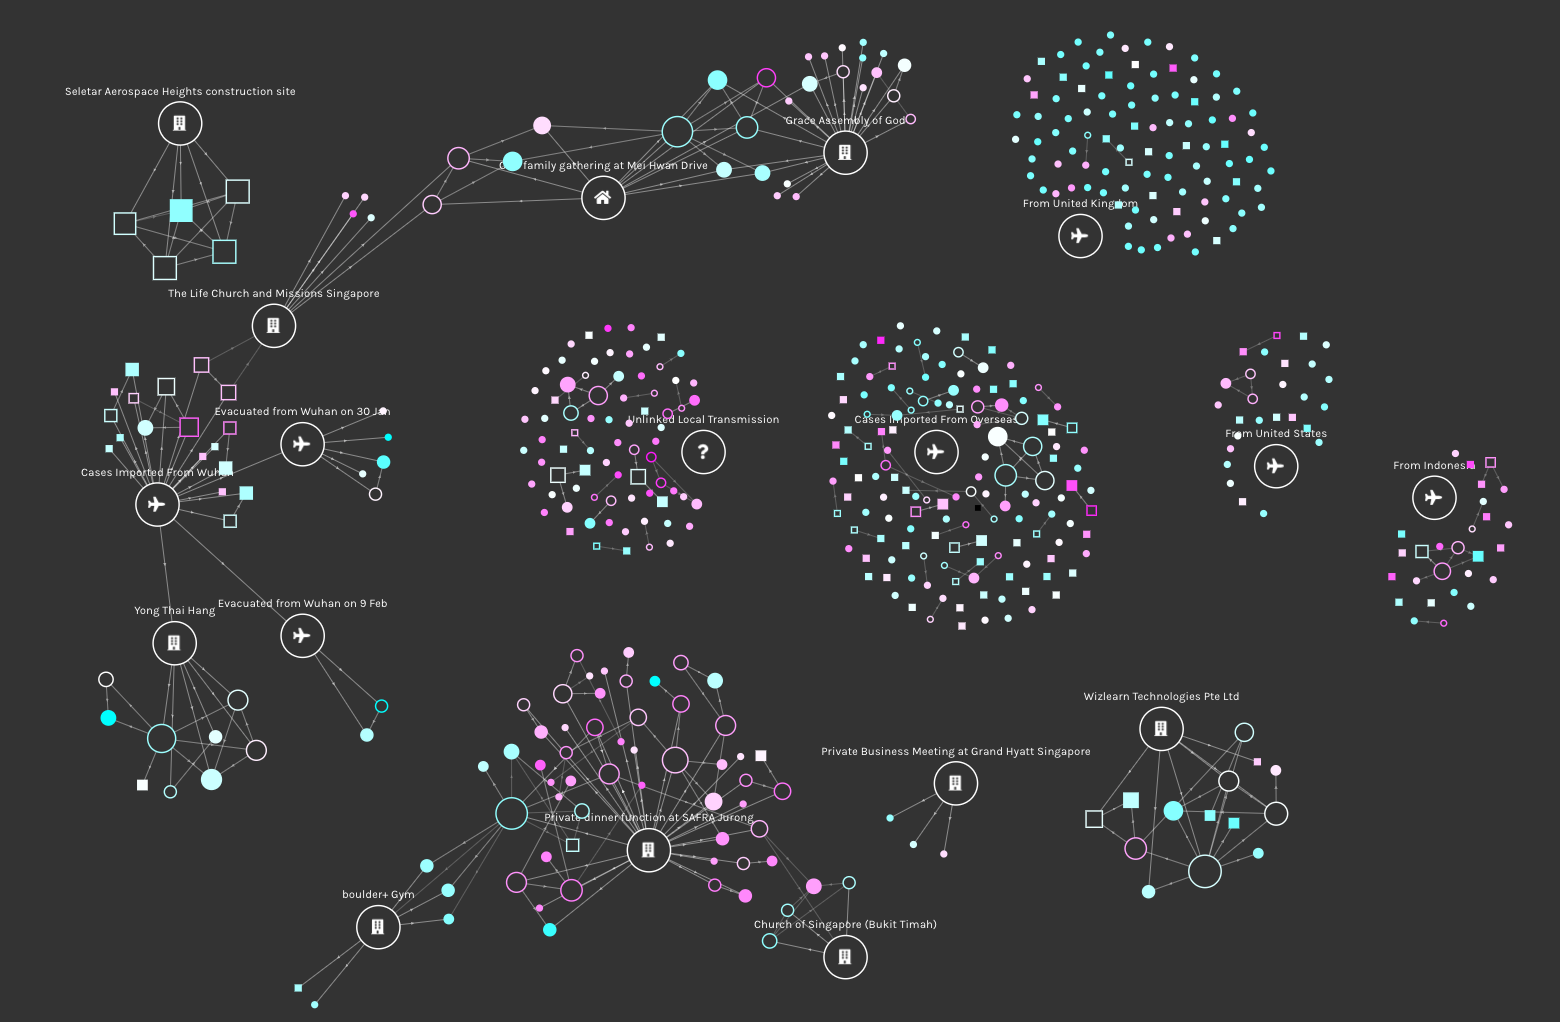 Seletar Aerospace Heights construction site
Grace Assembly of God
family gathering at Mei Hwan Drive
From United Kingdom
The Life Church and Missions Singapore
Evacuated from Wuhan on 30 Jan
Unlinked Local Transmission
?
Cases Imported From Overseas
From United States
Cases Imported From Wuhan
From Indonesia
Yong Thai Hang
Evacuated from Wuhan on 9 Feb
Wizlearn Technologies Pte Ltd
Private Business Meeting at Grand Hyatt Singapore
Private dinner function at SAFRA Jurong
boulder+ Gym
Church of Singapore (Bukit Timah)